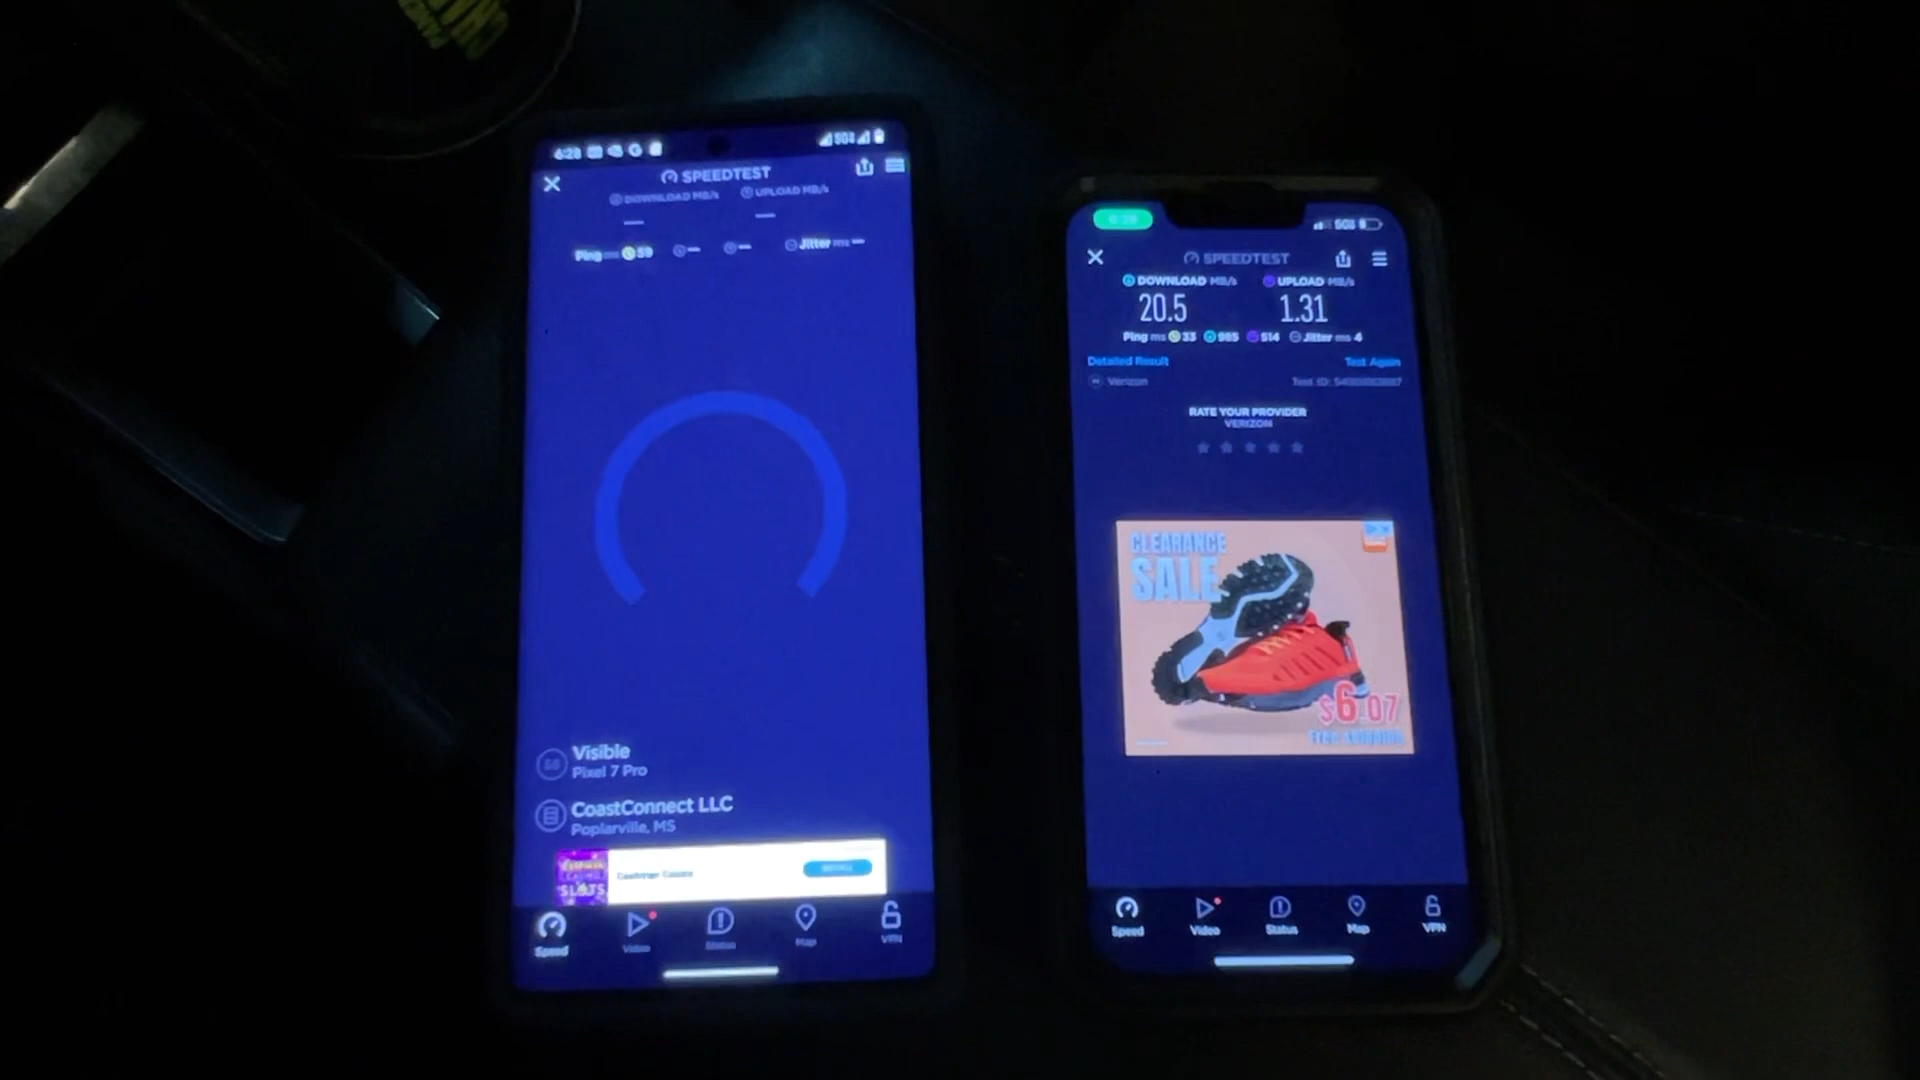 SPEEDTEST
DOWNLOAD MB/s UPLOAD MB/s
— —
Ping ms 59 — — Jitter ms —
Visible
Pixel 7 Pro
CoastConnect LLC
Poplarville, MS
SLOTS
Speed Video Status Map VPN
SPEEDTEST
DOWNLOAD MB/s UPLOAD MB/s
20.5 1.31
Ping ms 33 985 514 Jitter ms 4
Detailed Result Test Again
Verizon
RATE YOUR PROVIDER
VERIZON
CLEARANCE
SALE
$6.07
Speed Video Status Map VPN